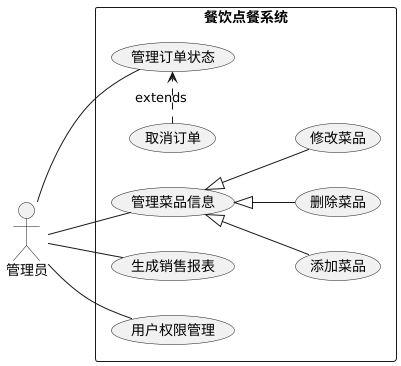 餐饮点餐系统
管理订单状态
extends
取消订单
修改菜品
管理菜品信息
删除菜品
管理员
生成销售报表
添加菜品
用户权限管理